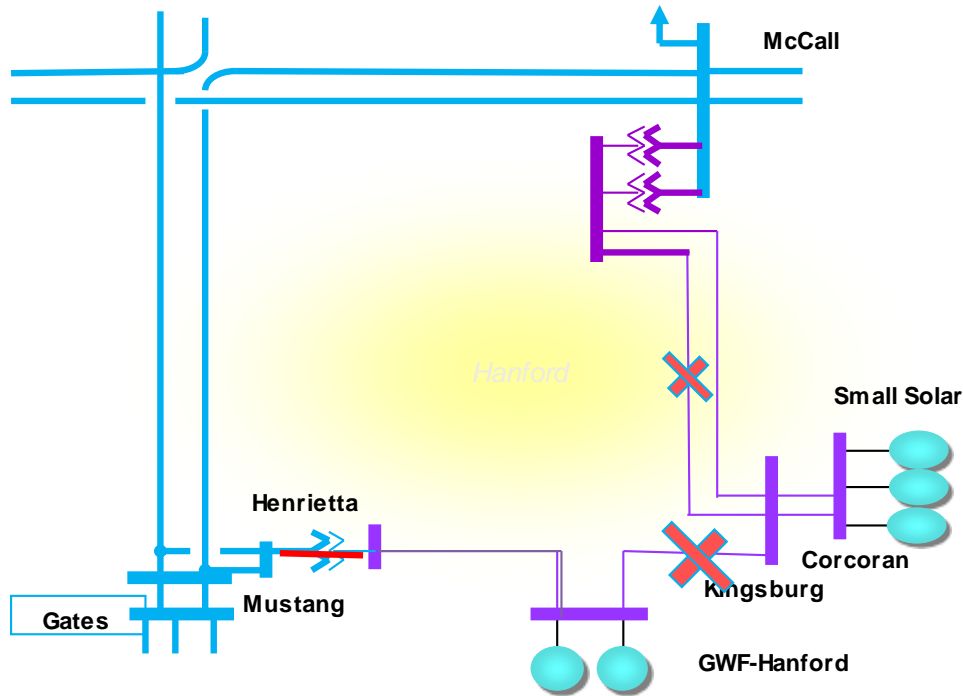 McCall
Hanford
Small Solar
Henrietta
Corcoran
Kingsburg
Mustang
Gates
GWF-Hanford